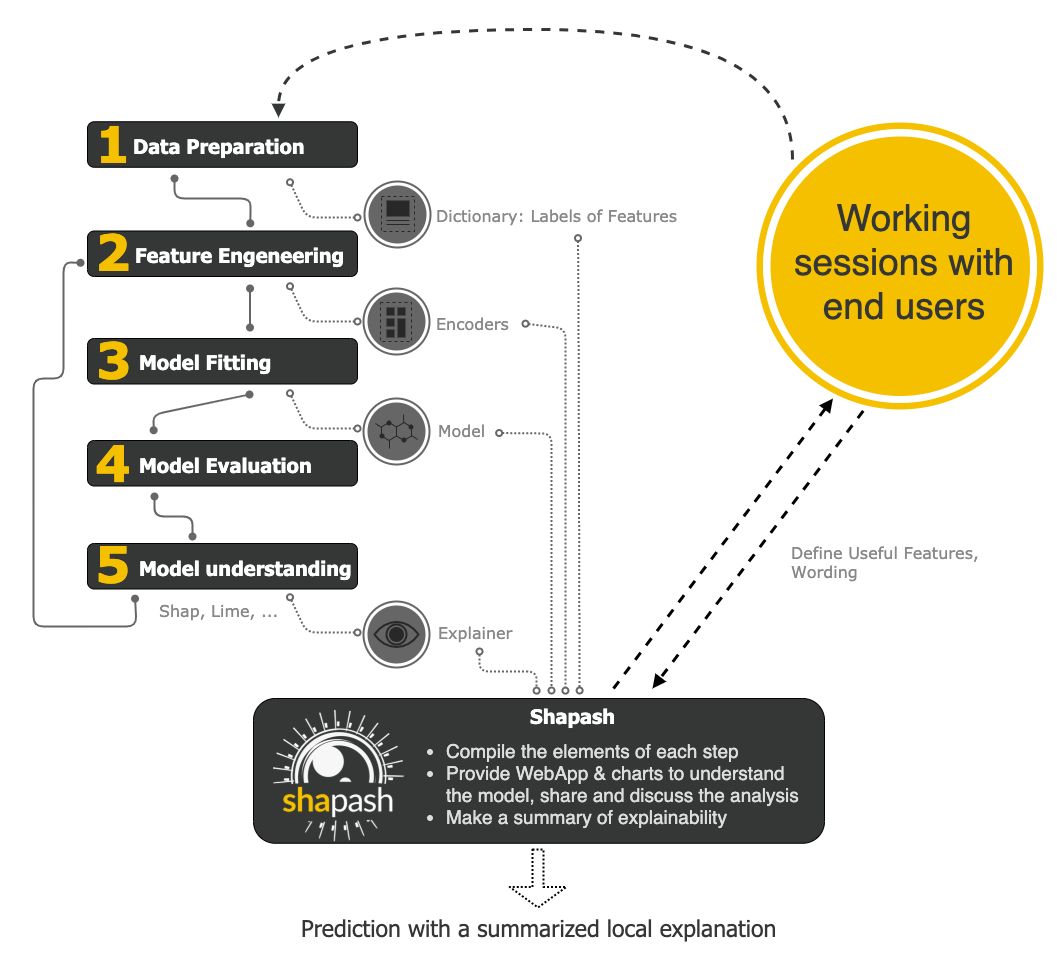 1 Data Preparation
Dictionary: Labels of Features
2 Feature Engeneering
Encoders
3 Model Fitting
Model
4 Model Evaluation
5 Model understanding
Shap, Lime, ...
Explainer
Working
sessions with
end users
Define Useful Features,
Wording
Shapash
shapash
• Compile the elements of each step
• Provide WebApp & charts to understand
the model, share and discuss the analysis
• Make a summary of explainability
Prediction with a summarized local explanation